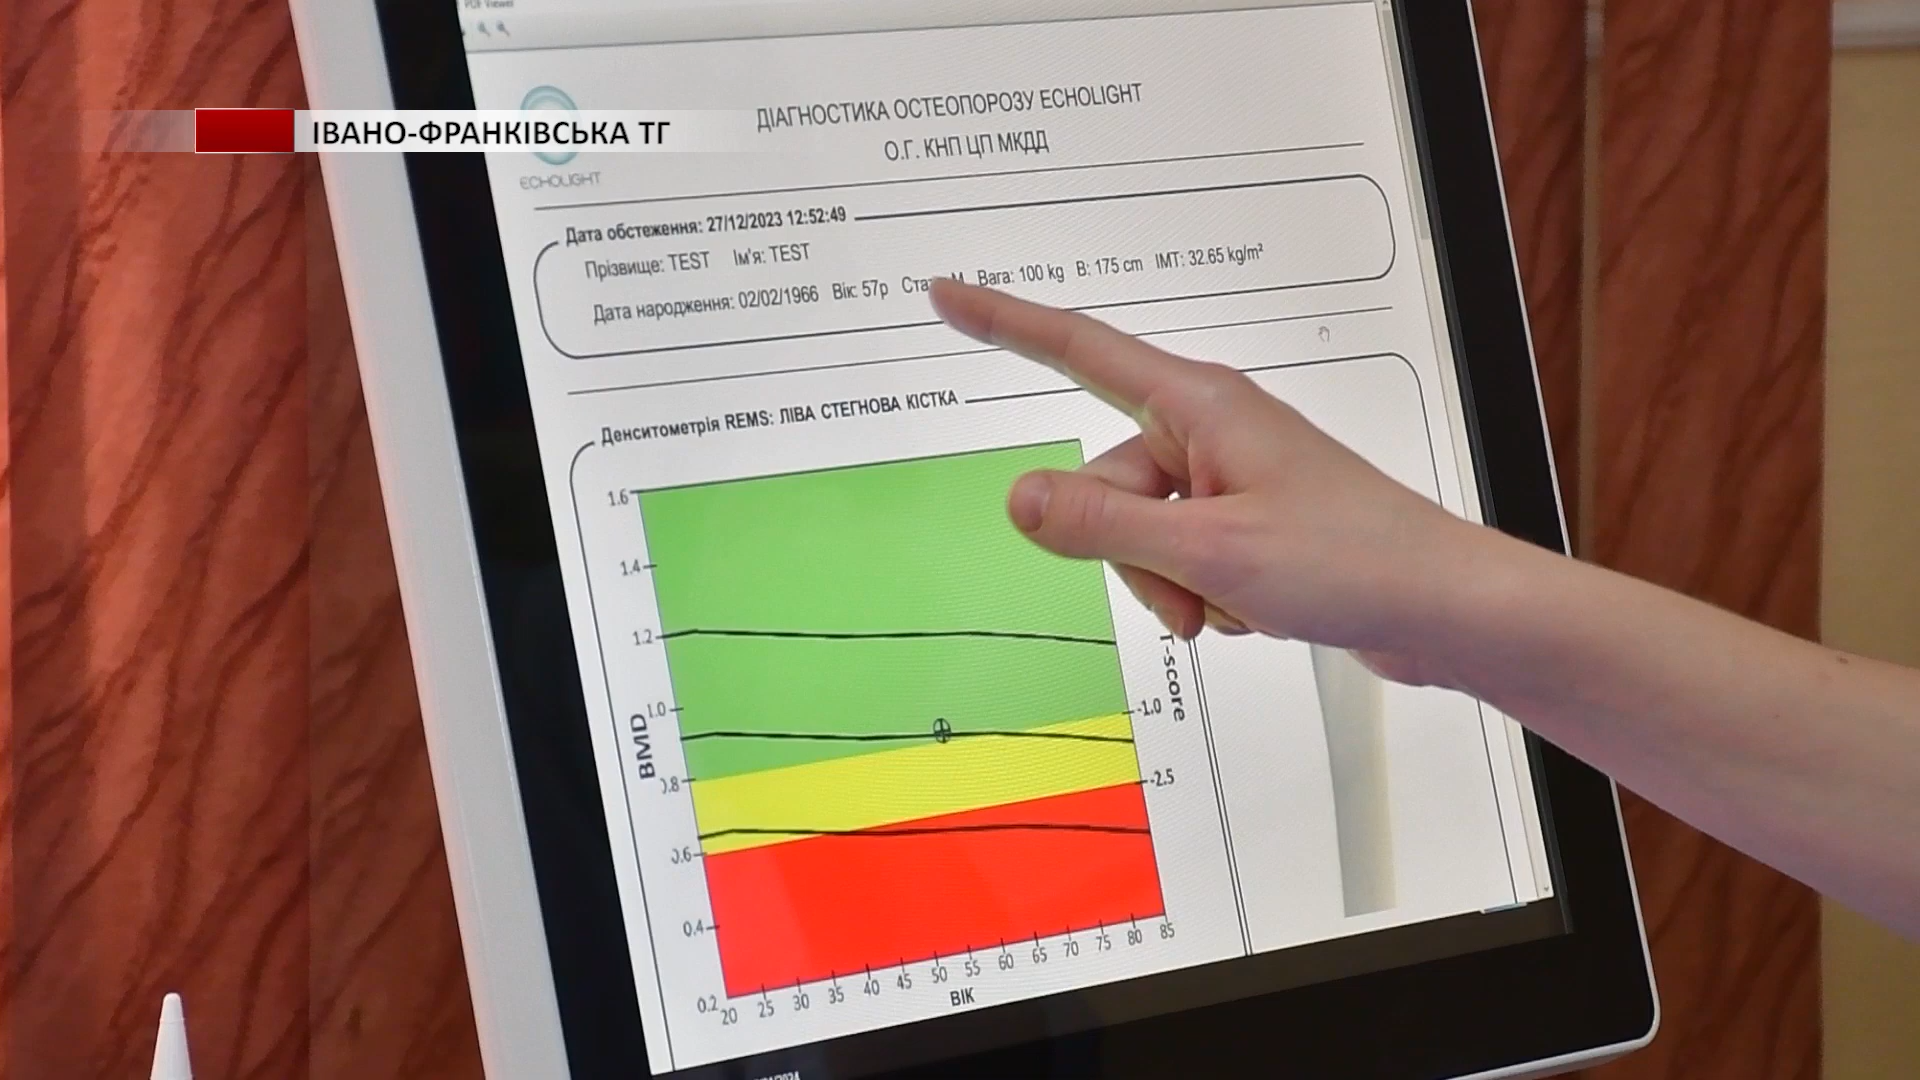 PDF Viewer
ДІАГНОСТИКА ОСТЕОПОРОЗУ ECHOLIGHT
ІВАНО-ФРАНКІВСЬКА ТГ
О.Г. КНП ЦП МКДД
ECHOLIGHT
Дата обстеження: 27/12/2023 12:52:49
Прізвище: TEST Ім'я: TEST
Дата народження: 02/02/1966 Вік: 57р Вага: 100 kg В: 175 cm ІМТ: 32.65 kg/m²
Денситометрія REMS: ЛІВА СТЕГНОВА КІСТКА
1.6
1.4
1.2
1.0
0.8
0.6
0.4
0.2
BMD
T-score
-1.0
-2.5
20 25 30 35 40 45 50 55 60 65 70 75 80 85
ВІК